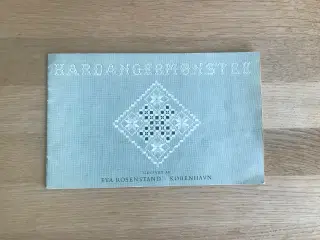 HARDANGERMØNSTER
UDGIVET AF
EVA ROSENSTAND · KØBENHAVN